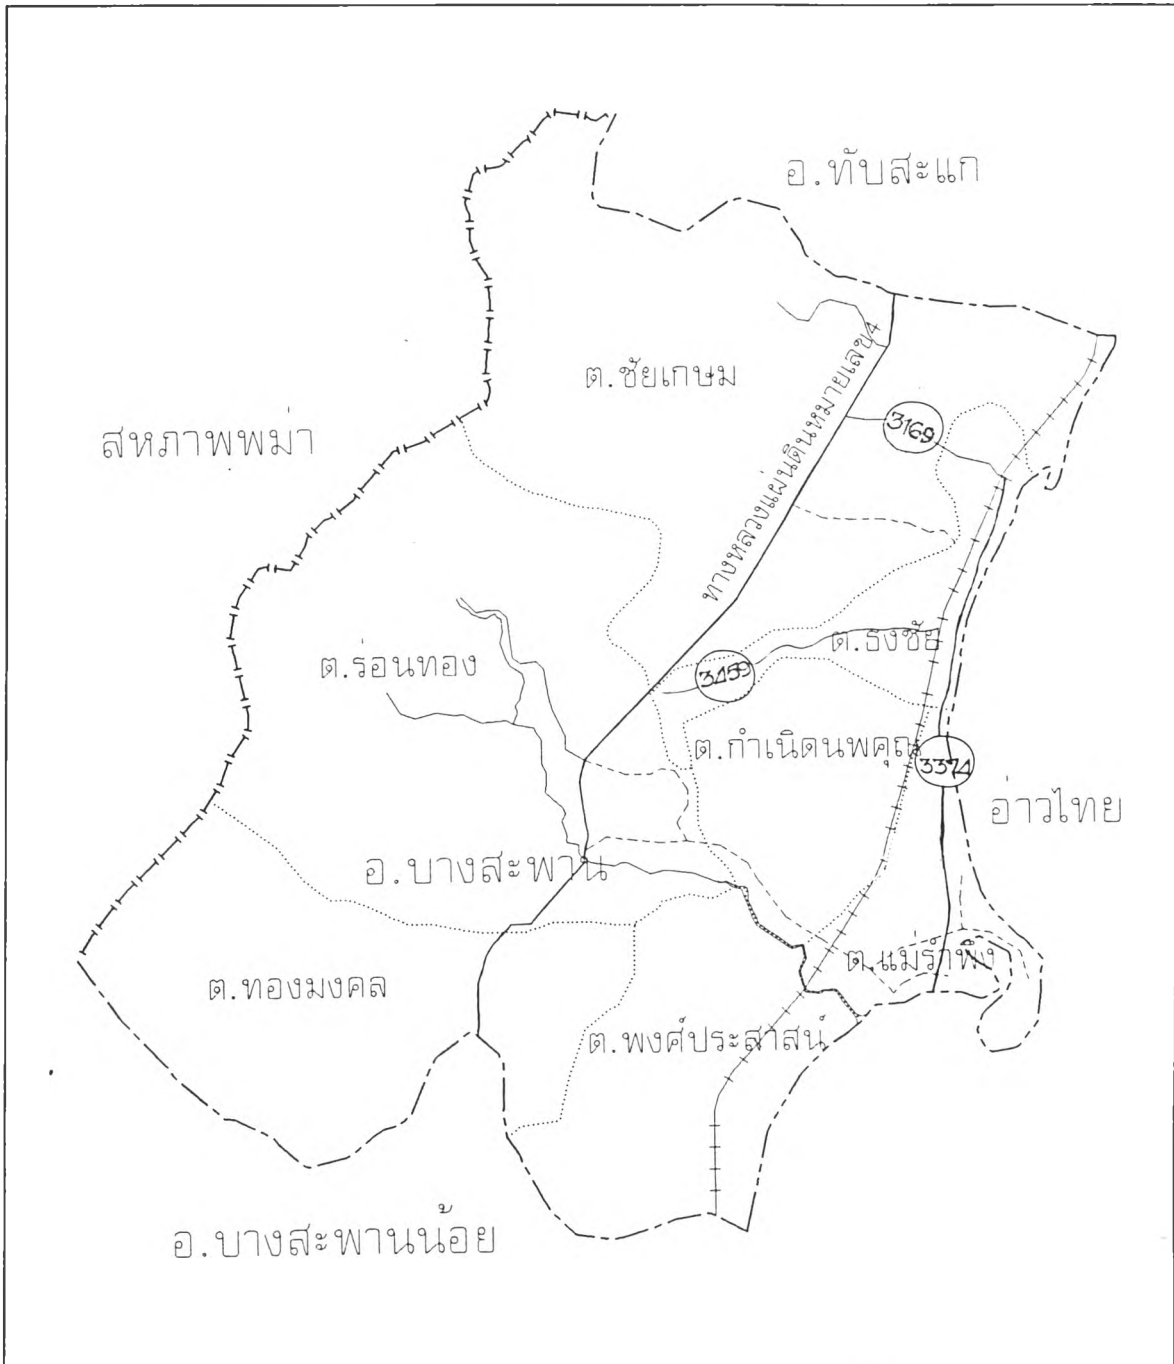 อ.ทับสะแก
ต.ชัยเกษม
ทางหลวงแผ่นดินหมายเลข4
สหภาพพม่า
3169
ต.ร่อนทอง
ต.ธงชัย
3459
ต.กำเนิดนพคุณ
3374
อ่าวไทย
อ.บางสะพาน
ต.ทองมงคล
ต.แม่รำพึง
ต.พงศ์ประสาสน์
อ.บางสะพานน้อย